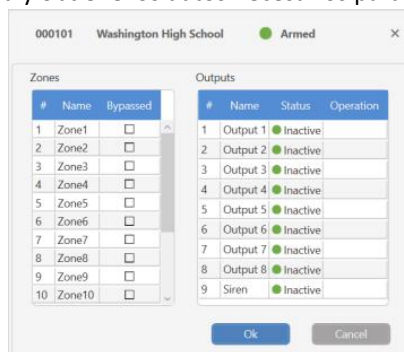 000101 Washington High School Armed ×
Zones Outputs
# Name Bypassed # Name Status Operation
1 Zone1 1 Output 1 Inactive
2 Zone2 2 Output 2 Inactive
3 Zone3 3 Output 3 Inactive
4 Zone4 4 Output 4 Inactive
5 Zone5 5 Output 5 Inactive
6 Zone6 6 Output 6 Inactive
7 Zone7 7 Output 7 Inactive
8 Zone8 8 Output 8 Inactive
9 Zone9 9 Siren Inactive
10 Zone10
Ok Cancel